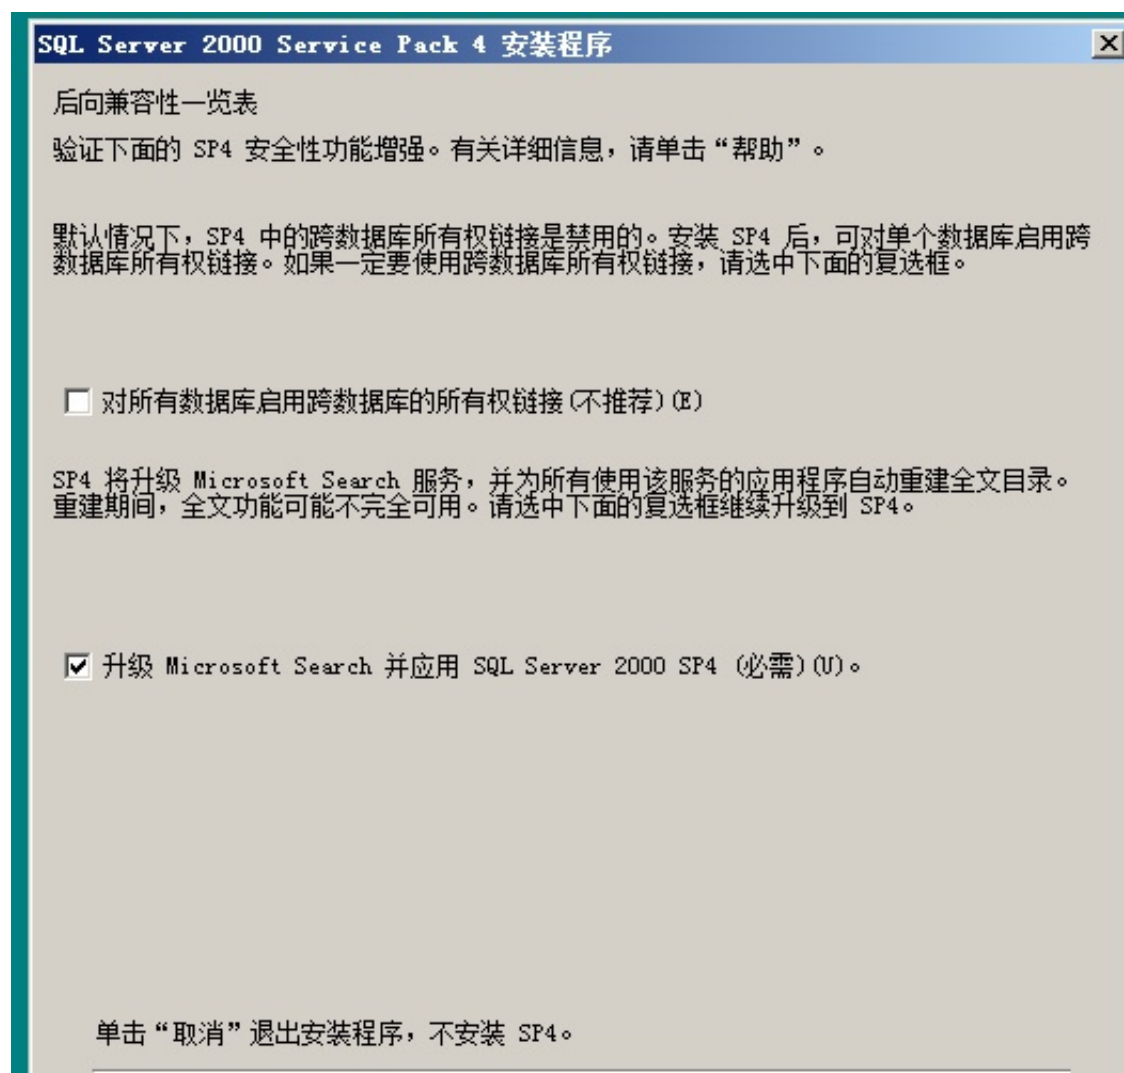 SQL Server 2000 Service Pack 4 安装程序
后向兼容性一览表
验证下面的 SP4 安全性功能增强。有关详细信息，请单击“帮助”。
默认情况下，SP4 中的跨数据库所有权链接是禁用的。安装 SP4 后，可对单个数据库启用跨
数据库所有权链接。如果一定要使用跨数据库所有权链接，请选中下面的复选框。
对所有数据库启用跨数据库的所有权链接(不推荐)(E)
SP4 将升级 Microsoft Search 服务，并为所有使用该服务的应用程序自动重建全文目录。
重建期间，全文功能可能不完全可用。请选中下面的复选框继续升级到 SP4。
升级 Microsoft Search 并应用 SQL Server 2000 SP4 (必需)(U)。
单击“取消”退出安装程序，不安装 SP4。